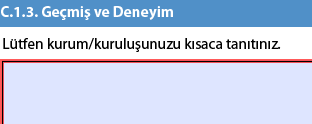 C.1.3. Geçmiş ve Deneyim
Lütfen kurum/kuruluşunuzu kısaca tanıtınız.